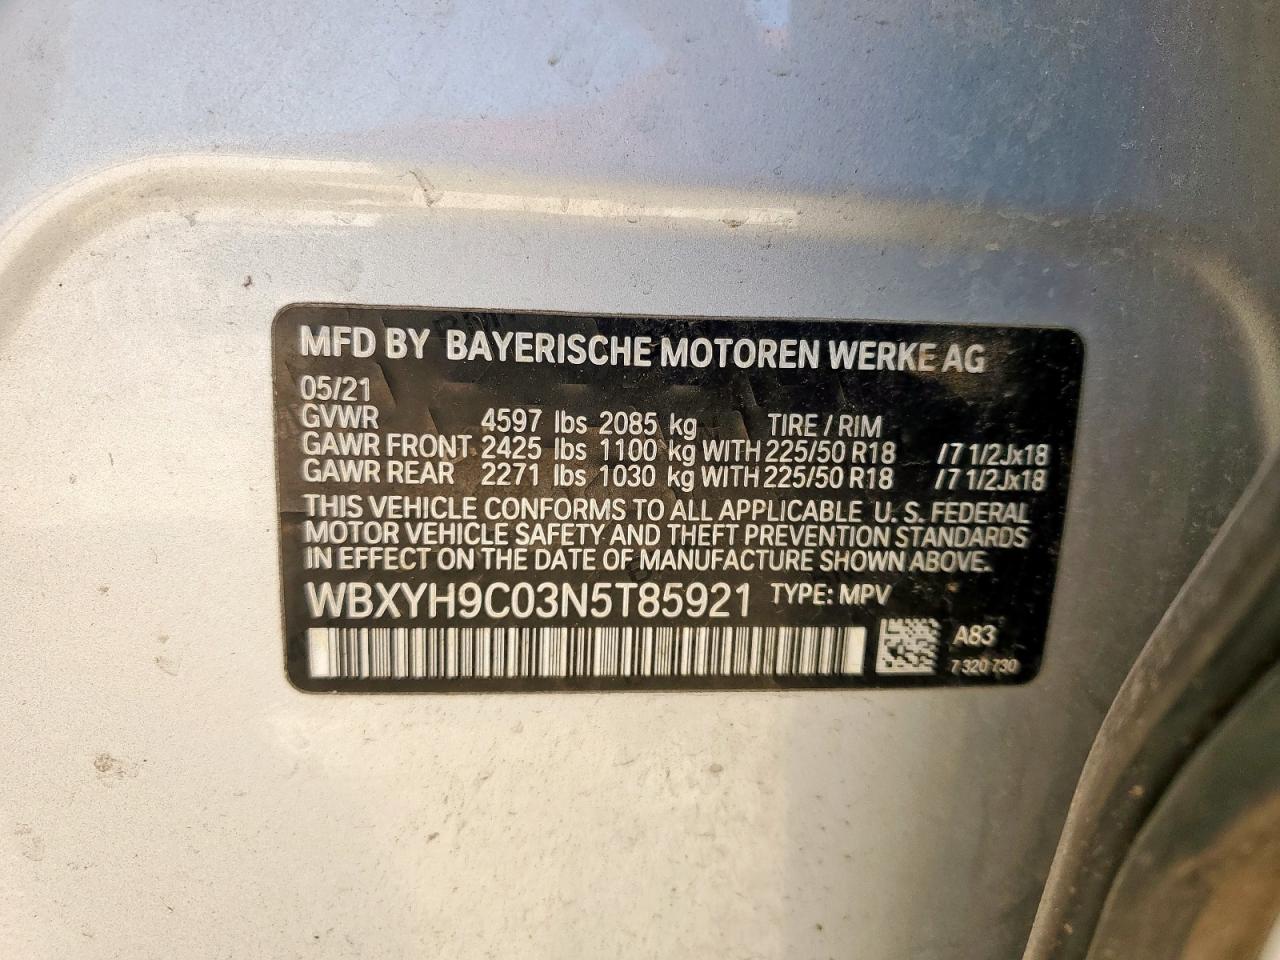 MFD BY BAYERISCHE MOTOREN WERKE AG
05/21
GVWR 4597 lbs 2085 kg TIRE / RIM
GAWR FRONT 2425 lbs 1100 kg WITH 225/50 R18 /7 1/2Jx18
GAWR REAR 2271 lbs 1030 kg WITH 225/50 R18 /7 1/2Jx18
THIS VEHICLE CONFORMS TO ALL APPLICABLE U. S. FEDERAL
MOTOR VEHICLE SAFETY AND THEFT PREVENTION STANDARDS
IN EFFECT ON THE DATE OF MANUFACTURE SHOWN ABOVE.
WBXYH9C03N5T85921 TYPE: MPV
A83
7 320 730